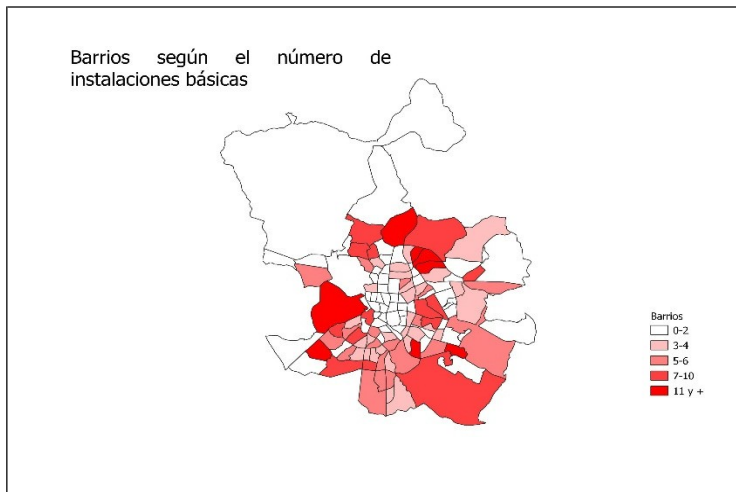 Barrios según el número de
instalaciones básicas
Barrios
0-2
3-4
5-6
7-10
11 y +